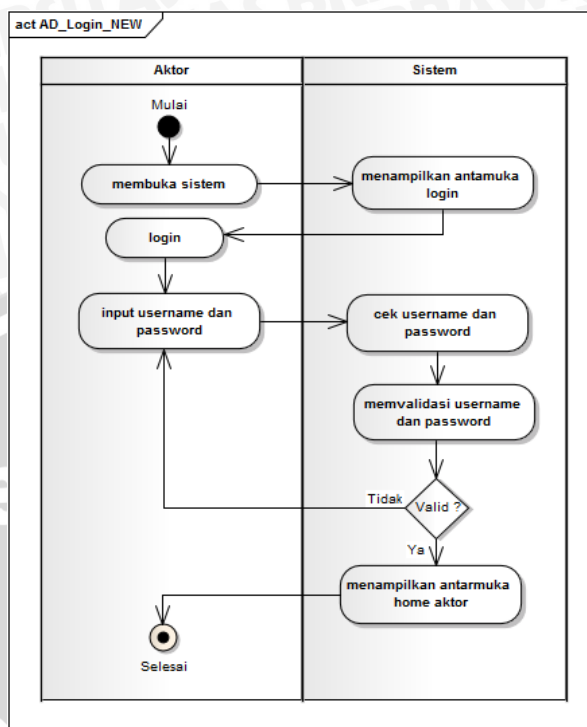 act AD_Login_NEW
Aktor
Sistem
Mulai
membuka sistem
menampilkan antamuka
login
login
input username dan
password
cek username dan
password
memvalidasi username
dan password
Tidak
Valid ?
Ya
menampilkan antarmuka
home aktor
Selesai